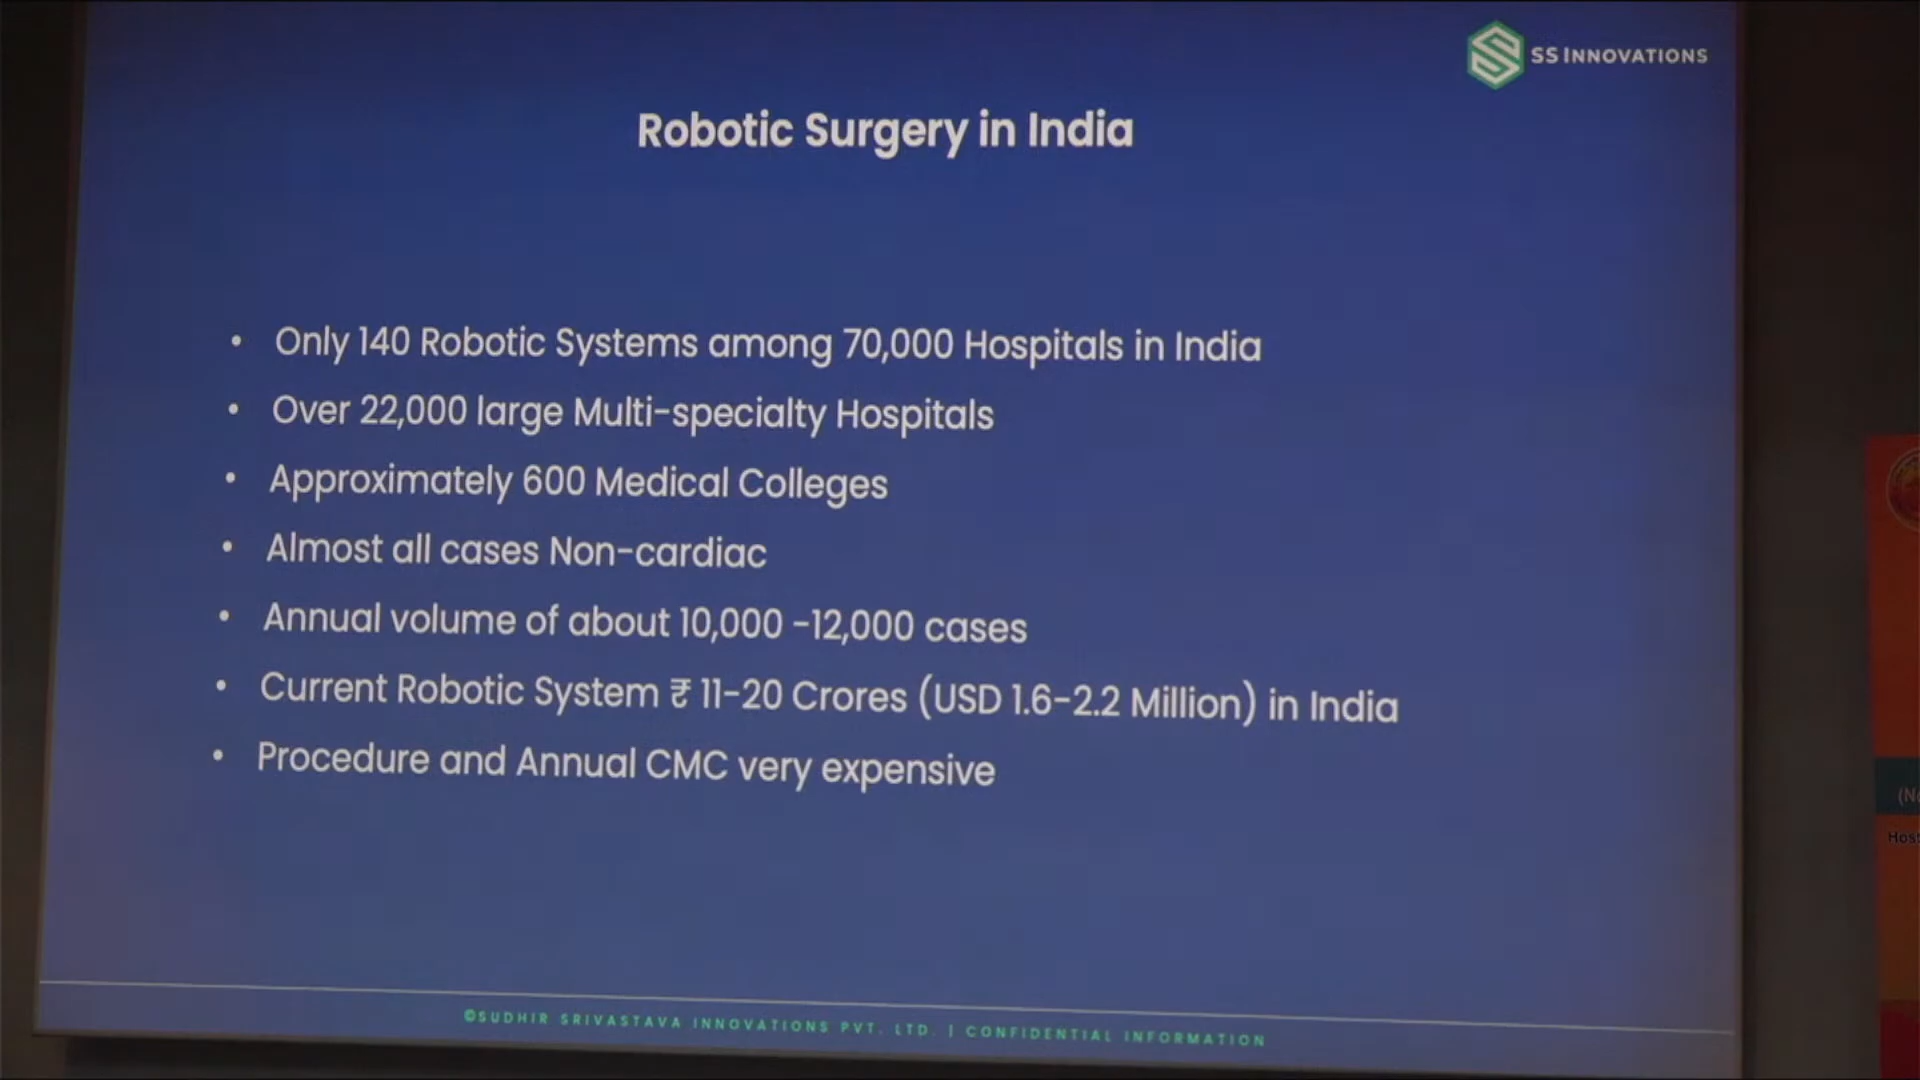 SS INNOVATIONS
Robotic Surgery in India
• Only 140 Robotic Systems among 70,000 Hospitals in India
• Over 22,000 large Multi-specialty Hospitals
• Approximately 600 Medical Colleges
• Almost all cases Non-cardiac
• Annual volume of about 10,000 -12,000 cases
• Current Robotic System ₹ 11-20 Crores (USD 1.6-2.2 Million) in India
• Procedure and Annual CMC very expensive
©SUDHIR SRIVASTAVA INNOVATIONS PVT. LTD. | CONFIDENTIAL INFORMATION